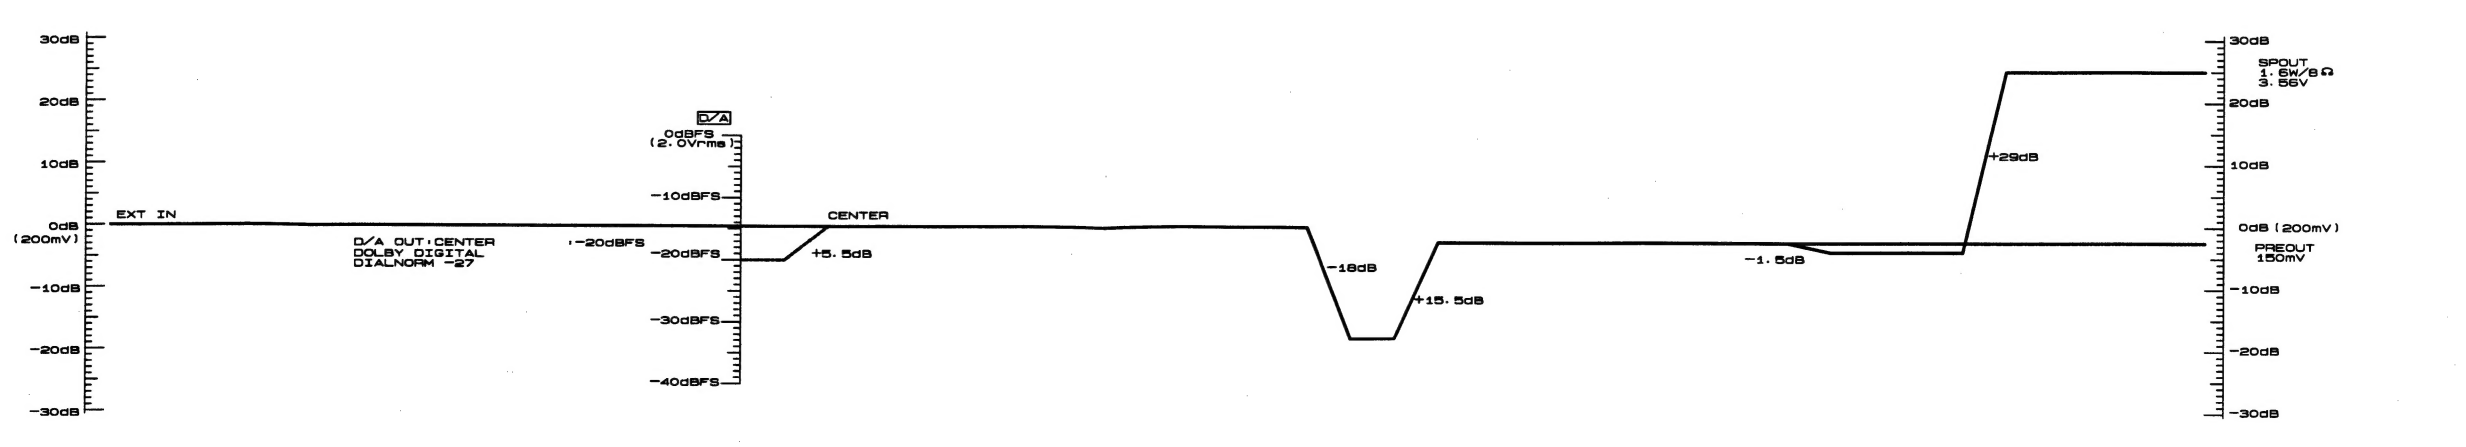 30dB
20dB
10dB
0dB
(200mV)
-10dB
-20dB
-30dB
EXT IN
D/A OUT:CENTER :-20dBFS
DOLBY DIGITAL
DIALNORM -27
D/A
0dBFS
(2.0Vrms)
-10dBFS
-20dBFS
-30dBFS
-40dBFS
CENTER
+5.5dB
-18dB
+15.5dB
-1.5dB
+29dB
30dB
SPOUT
1.6W/8Ω
3.56V
20dB
10dB
0dB (200mV)
PREOUT
150mV
-10dB
-20dB
-30dB